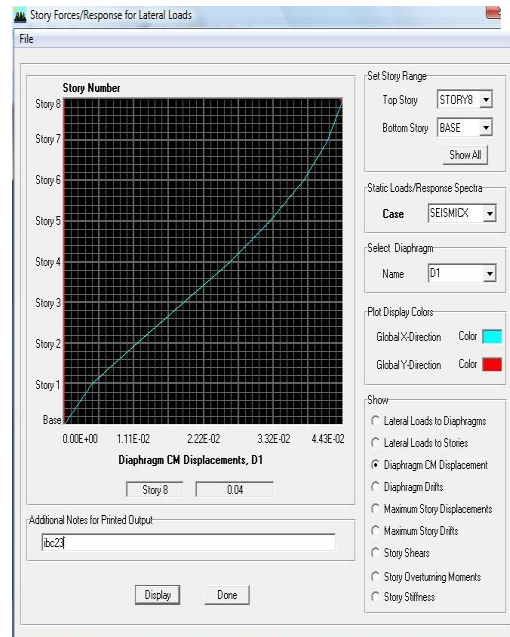 Story Forces/Response for Lateral Loads
File
Story Number
Story 8
Story 7
Story 6
Story 5
Story 4
Story 3
Story 2
Story 1
Base
0.00E+00 1.11E-02 2.22E-02 3.32E-02 4.43E-02
Diaphragm CM Displacements, D1
Story 8 0.04
Additional Notes for Printed Output
ibc23
Display Done
Set Story Range
Top Story STORY8
Bottom Story BASE
Show All
Static Loads/Response Spectra
Case SEISMICX
Select Diaphragm
Name D1
Plot Display Colors
Global X-Direction Color
Global Y-Direction Color
Show
Lateral Loads to Diaphragms
Lateral Loads to Stories
Diaphragm CM Displacement
Diaphragm Drifts
Maximum Story Displacements
Maximum Story Drifts
Story Shears
Story Overturning Moments
Story Stiffness